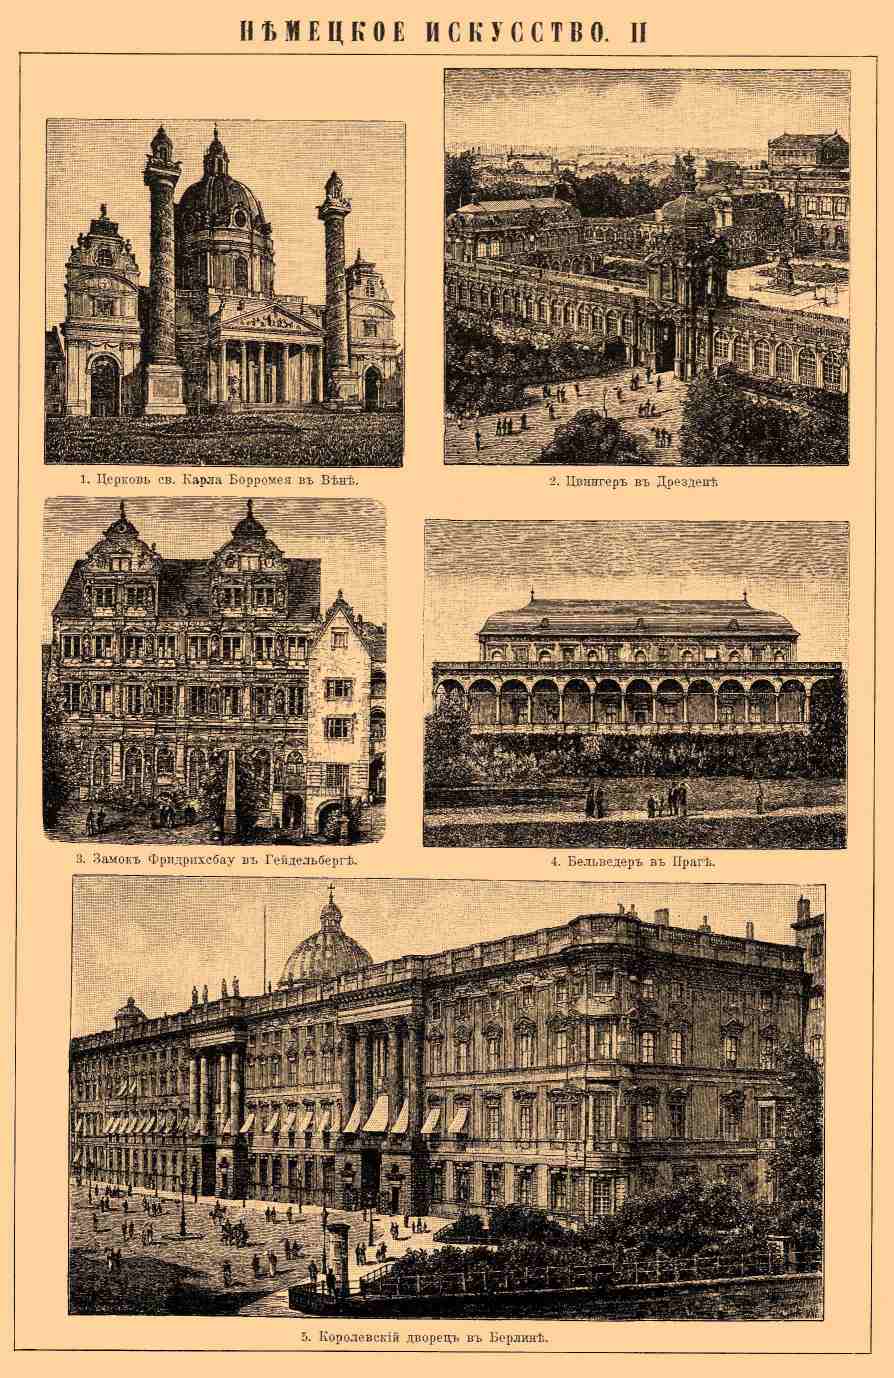 НѢМЕЦКОЕ ИСКУССТВО. II
1. Церковь св. Карла Борромея въ Вѣнѣ.
2. Цвингеръ въ Дрезденѣ
3. Замокъ Фридрихсбау въ Гейдельбергѣ.
4. Бельведеръ въ Прагѣ.
5. Королевскій дворецъ въ Берлинѣ.